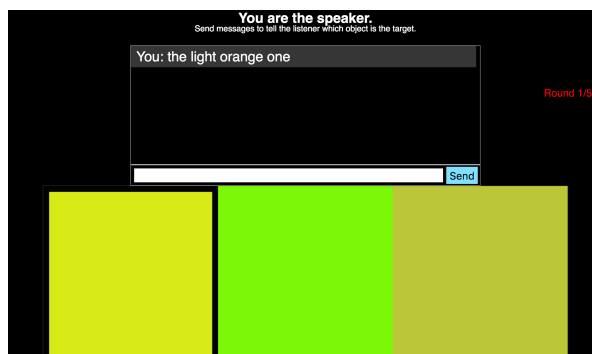 You are the speaker.
Send messages to tell the listener which object is the target.
You: the light orange one
Round 1/5
Send